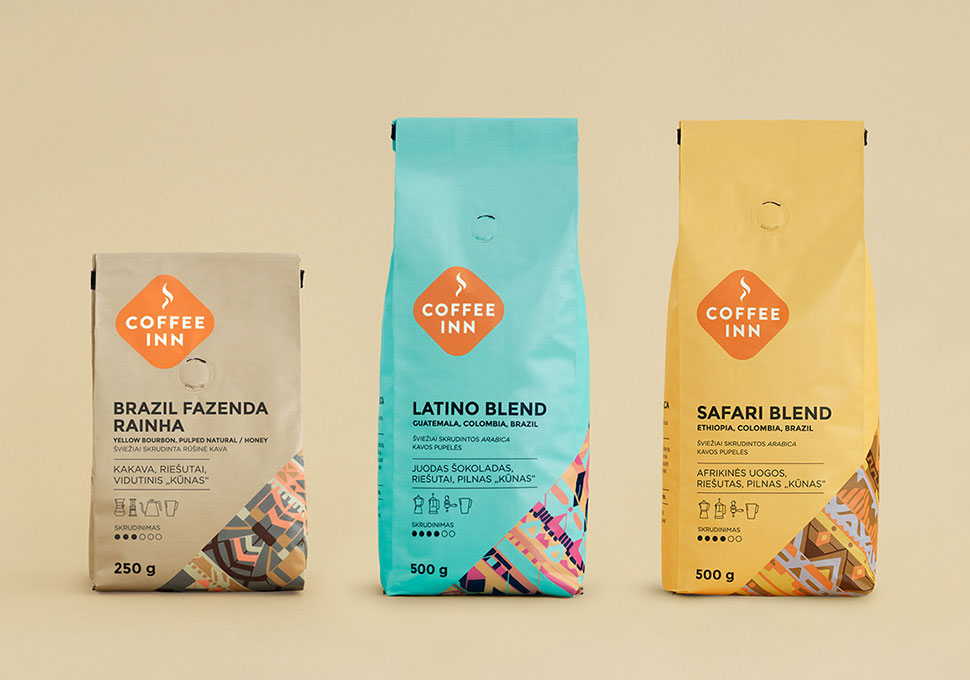 COFFEE
INN
BRAZIL FAZENDA
RAINHA
YELLOW BOURBON, PULPED NATURAL / HONEY
ŠVIEŽIAI SKRUDINTA RŪŠINĖ KAVA
KAKAVA, RIEŠUTAI,
VIDUTINIS „KŪNAS“
SKRUDINIMAS
250 g
COFFEE
INN
LATINO BLEND
GUATEMALA, COLOMBIA, BRAZIL
ŠVIEŽIAI SKRUDINTOS ARABICA
KAVOS PUPELĖS
JUODAS ŠOKOLADAS,
RIEŠUTAI, PILNAS „KŪNAS“
SKRUDINIMAS
500 g
COFFEE
INN
SAFARI BLEND
ETHIOPIA, COLOMBIA, BRAZIL
ŠVIEŽIAI SKRUDINTOS ARABICA
KAVOS PUPELĖS
AFRIKINĖS UOGOS,
RIEŠUTAS, PILNAS „KŪNAS“
SKRUDINIMAS
500 g